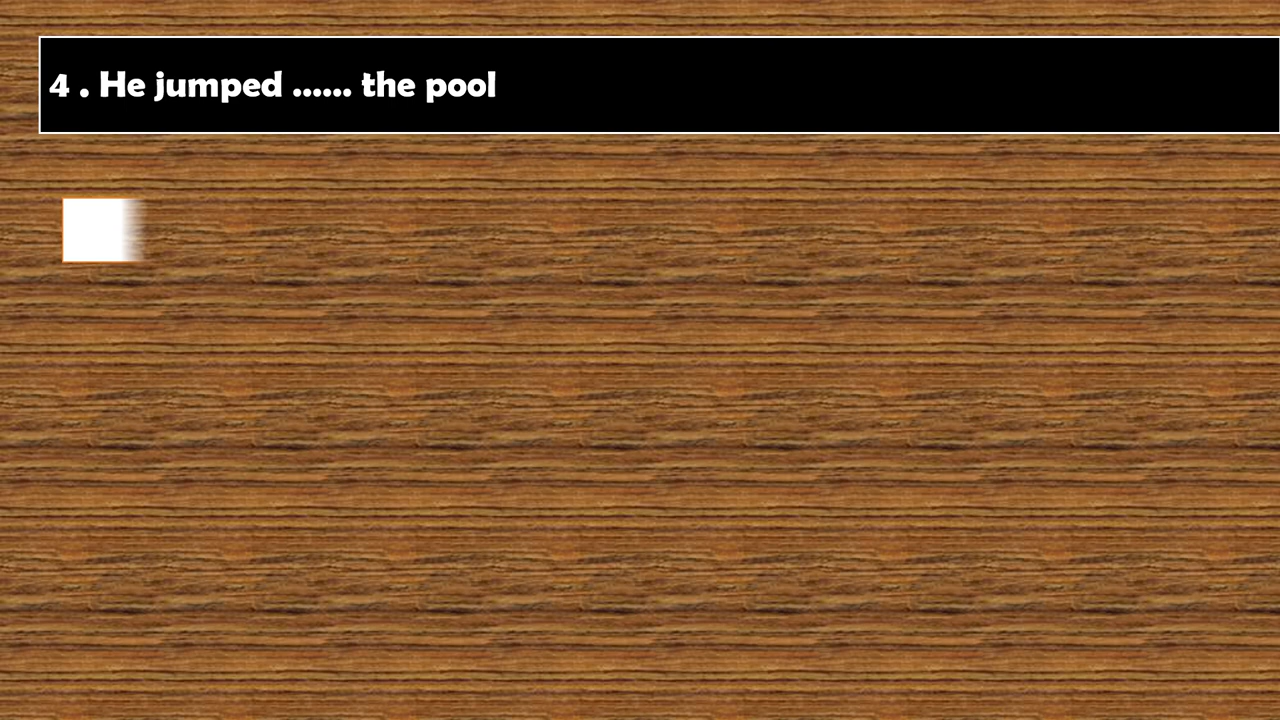 4 . He jumped ...... the pool